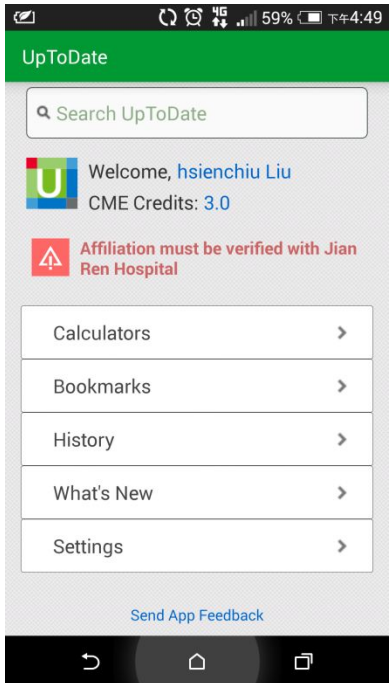 4G 59% 下午4:49
UpToDate
Search UpToDate
U
Welcome, hsienchiu Liu
CME Credits: 3.0
Affiliation must be verified with Jian
Ren Hospital
Calculators
Bookmarks
History
What's New
Settings
Send App Feedback